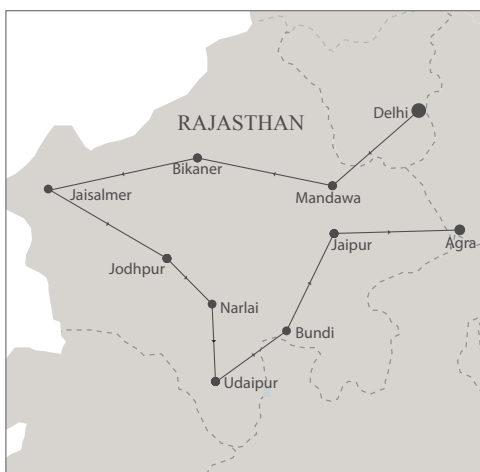 Delhi
RAJASTHAN
Bikaner
Mandawa
Jaisalmer
Jaipur
Agra
Jodhpur
Narlai
Bundi
Udaipur